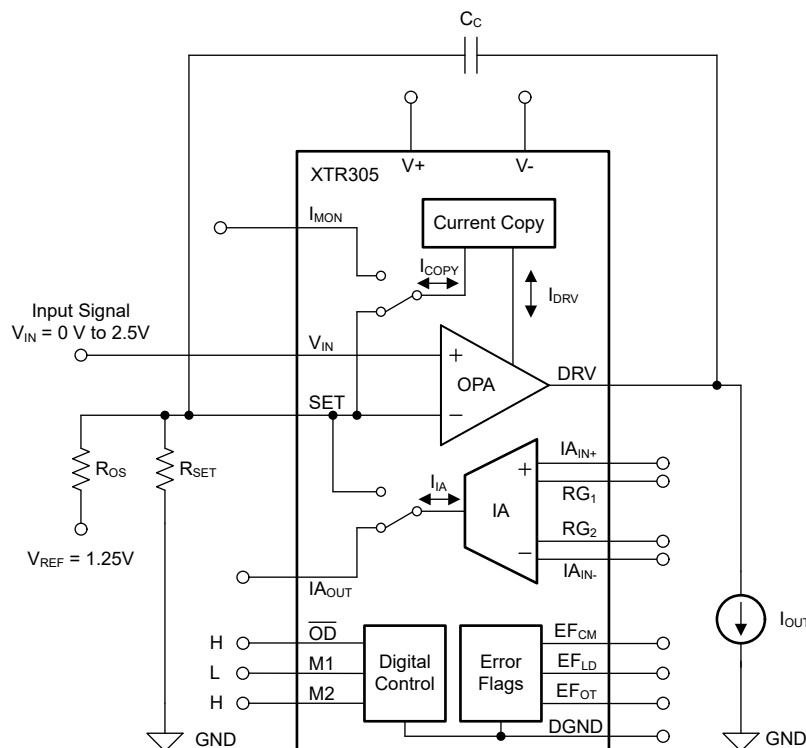 C_C
V+
V-
XTR305
I_MON
Current Copy
I_COPY
I_DRV
Input Signal
V_IN = 0 V to 2.5V
V_IN
+
OPA
−
DRV
SET
R_OS
R_SET
V_REF = 1.25V
I_IA
+
IA
−
IA_IN+
RG_1
RG_2
IA_IN-
IA_OUT
I_OUT
H
O̅D̅
L
M1
H
M2
Digital
Control
Error
Flags
EF_CM
EF_LD
EF_OT
DGND
GND
GND